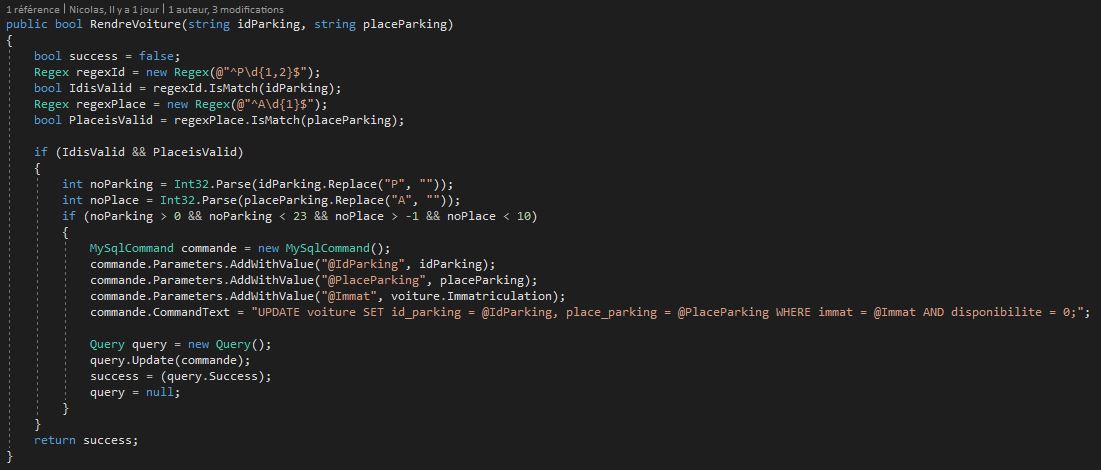 1 référence | Nicolas, Il y a 1 jour | 1 auteur, 3 modifications
public bool RendreVoiture(string idParking, string placeParking)
{
    bool success = false;
    Regex regexId = new Regex(@"^P\d{1,2}$");
    bool IdisValid = regexId.IsMatch(idParking);
    Regex regexPlace = new Regex(@"^A\d{1}$");
    bool PlaceisValid = regexPlace.IsMatch(placeParking);

    if (IdisValid && PlaceisValid)
    {
        int noParking = Int32.Parse(idParking.Replace("P", ""));
        int noPlace = Int32.Parse(placeParking.Replace("A", ""));
        if (noParking > 0 && noParking < 23 && noPlace > -1 && noPlace < 10)
        {
            MySqlCommand commande = new MySqlCommand();
            commande.Parameters.AddWithValue("@IdParking", idParking);
            commande.Parameters.AddWithValue("@PlaceParking", placeParking);
            commande.Parameters.AddWithValue("@Immat", voiture.Immatriculation);
            commande.CommandText = "UPDATE voiture SET id_parking = @IdParking, place_parking = @PlaceParking WHERE immat = @Immat AND disponibilite = 0;";

            Query query = new Query();
            query.Update(commande);
            success = (query.Success);
            query = null;
        }
    }
    return success;
}